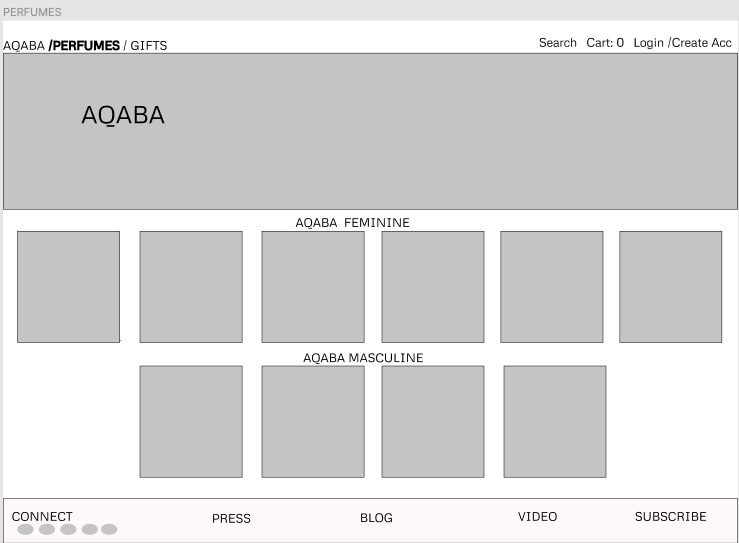 PERFUMES
AQABA /PERFUMES / GIFTS
Search Cart: 0 Login /Create Acc
AQABA
AQABA FEMININE
AQABA MASCULINE
CONNECT
PRESS
BLOG
VIDEO
SUBSCRIBE